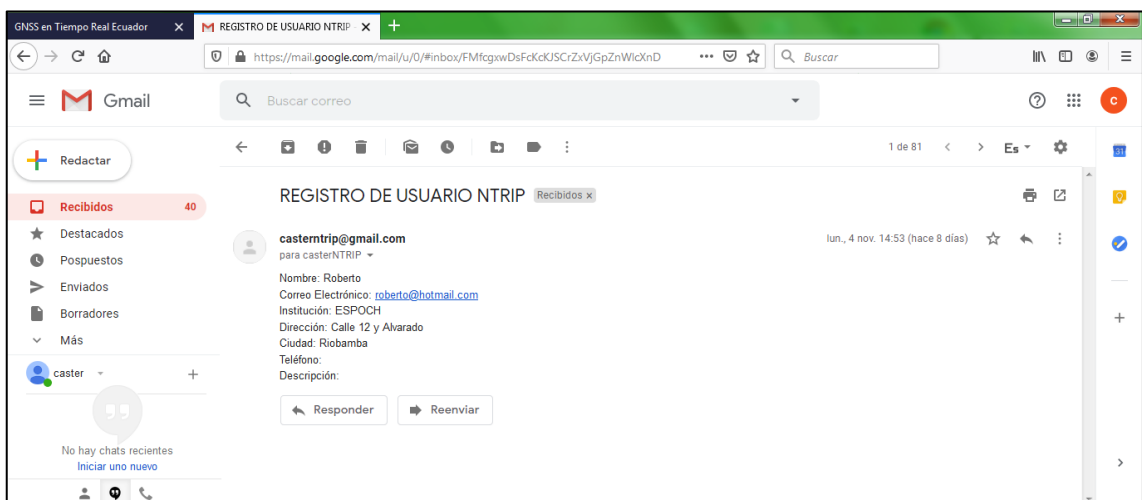 GNSS en Tiempo Real Ecuador
REGISTRO DE USUARIO NTRIP
https://mail.google.com/mail/u/0/#inbox/FMfcgxwDsFcKcKJSCrZxVjGpZnWlcXnD
Buscar
Gmail
Buscar correo
C
Redactar
1 de 81
Es
31
Recibidos 40
Destacados
Pospuestos
Enviados
Borradores
Más
caster
No hay chats recientes
Iniciar uno nuevo
REGISTRO DE USUARIO NTRIP Recibidos x
casterntrip@gmail.com
lun., 4 nov. 14:53 (hace 8 días)
para casterNTRIP
Nombre: Roberto
Correo Electrónico: roberto@hotmail.com
Institución: ESPOCH
Dirección: Calle 12 y Alvarado
Ciudad: Riobamba
Teléfono:
Descripción:
Responder
Reenviar